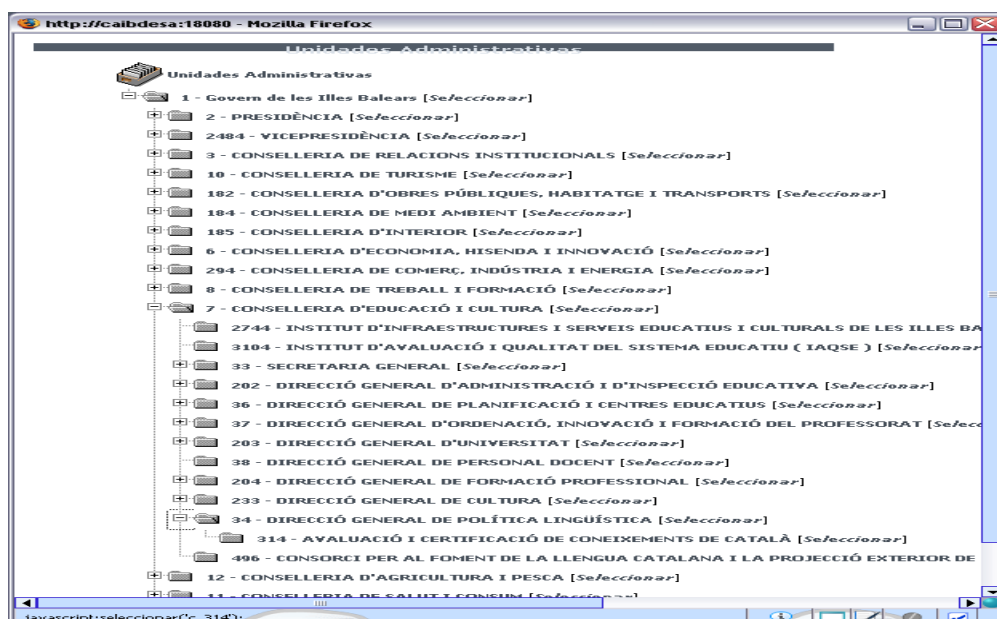 http://caibdesa:18080 - Mozilla Firefox
Unidades Administrativas
Unidades Administrativas
1 - Govern de les Illes Balears [Seleccionar]
2 - PRESIDÈNCIA [Seleccionar]
2484 - VICEPRESIDÈNCIA [Seleccionar]
3 - CONSELLERIA DE RELACIONS INSTITUCIONALS [Seleccionar]
10 - CONSELLERIA DE TURISME [Seleccionar]
182 - CONSELLERIA D'OBRES PÚBLIQUES, HABITATGE I TRANSPORTS [Seleccionar]
184 - CONSELLERIA DE MEDI AMBIENT [Seleccionar]
185 - CONSELLERIA D'INTERIOR [Seleccionar]
6 - CONSELLERIA D'ECONOMIA, HISENDA I INNOVACIÓ [Seleccionar]
294 - CONSELLERIA DE COMERÇ, INDÚSTRIA I ENERGIA [Seleccionar]
8 - CONSELLERIA DE TREBALL I FORMACIÓ [Seleccionar]
7 - CONSELLERIA D'EDUCACIÓ I CULTURA [Seleccionar]
2744 - INSTITUT D'INFRAESTRUCTURES I SERVEIS EDUCATIUS I CULTURALS DE LES ILLES BA
3104 - INSTITUT D'AVALUACIÓ I QUALITAT DEL SISTEMA EDUCATIU ( IAQSE ) [Seleccionar
33 - SECRETARIA GENERAL [Seleccionar]
202 - DIRECCIÓ GENERAL D'ADMINISTRACIÓ I D'INSPECCIÓ EDUCATIVA [Seleccionar]
36 - DIRECCIÓ GENERAL DE PLANIFICACIÓ I CENTRES EDUCATIUS [Seleccionar]
37 - DIRECCIÓ GENERAL D'ORDENACIÓ, INNOVACIÓ I FORMACIÓ DEL PROFESSORAT [Selecc
203 - DIRECCIÓ GENERAL D'UNIVERSITAT [Seleccionar]
38 - DIRECCIÓ GENERAL DE PERSONAL DOCENT [Seleccionar]
204 - DIRECCIÓ GENERAL DE FORMACIÓ PROFESSIONAL [Seleccionar]
233 - DIRECCIÓ GENERAL DE CULTURA [Seleccionar]
34 - DIRECCIÓ GENERAL DE POLÍTICA LINGÜÍSTICA [Seleccionar]
314 - AVALUACIÓ I CERTIFICACIÓ DE CONEIXEMENTS DE CATALÀ [Seleccionar]
496 - CONSORCI PER AL FOMENT DE LA LLENGUA CATALANA I LA PROJECCIÓ EXTERIOR DE
12 - CONSELLERIA D'AGRICULTURA I PESCA [Seleccionar]
11 - CONSELLERIA DE SALUT I CONSUM [Seleccionar]
javascript:seleccionar('c_314');